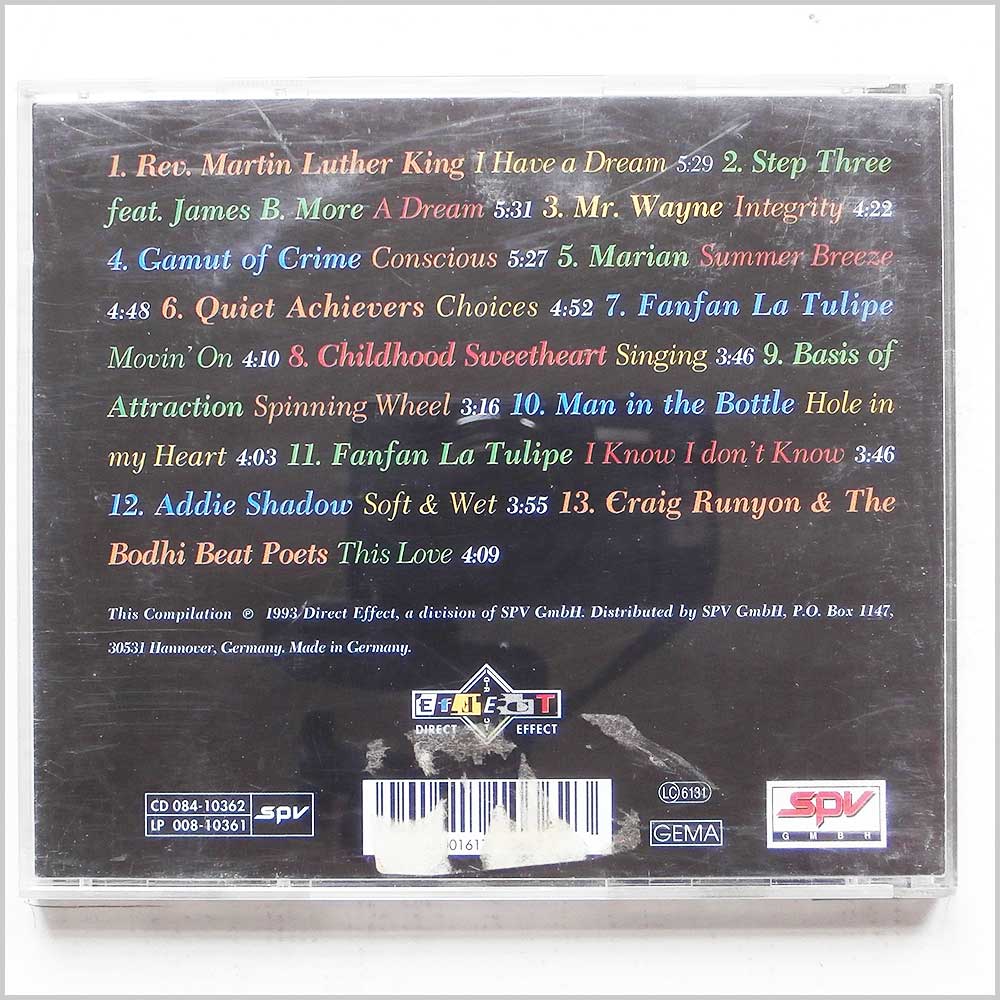 1. Rev. Martin Luther King I Have a Dream 5:29 2. Step Three
feat. James B. More A Dream 5:31 3. Mr. Wayne Integrity 4:22
4. Gamut of Crime Conscious 5:27 5. Marian Summer Breeze
4:48 6. Quiet Achievers Choices 4:52 7. Fanfan La Tulipe
Movin' On 4:10 8. Childhood Sweetheart Singing 3:46 9. Basis of
Attraction Spinning Wheel 3:16 10. Man in the Bottle Hole in
my Heart 4:03 11. Fanfan La Tulipe I Know I don't Know 3:46
12. Addie Shadow Soft & Wet 3:55 13. Craig Runyon & The
Bodhi Beat Poets This Love 4:09
This Compilation ℗ 1993 Direct Effect, a division of SPV GmbH. Distributed by SPV GmbH, P.O. Box 1147,
30531 Hannover, Germany. Made in Germany.
DIRECT
EFFECT
DIRECT EFFECT
CD 084-10362
LP 008-10361
spv
LC 6131
GEMA
spv
GMBH